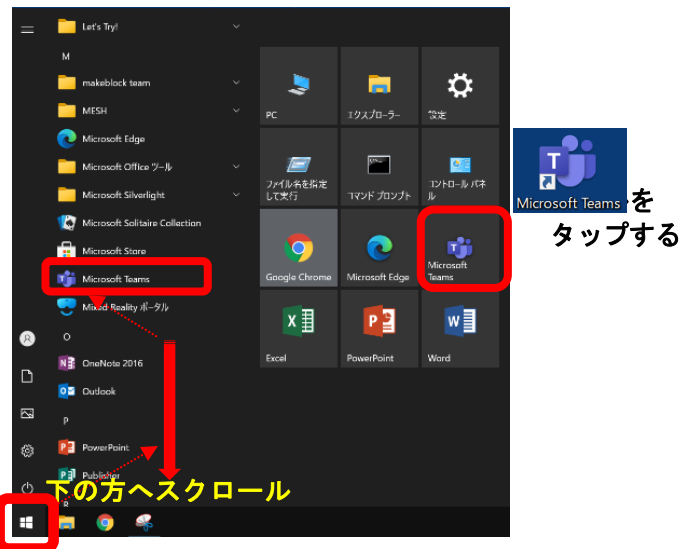 Let's Try!
M
makeblock team
MESH
Microsoft Edge
Microsoft Office ツール
Microsoft Silverlight
Microsoft Solitaire Collection
Microsoft Store
Microsoft Teams
Mixed Reality ポータル
O
OneNote 2016
Outlook
P
PowerPoint
Publisher
R
下の方へスクロール
PC
エクスプローラー
設定
ファイル名を指定
して実行
コマンド プロンプト
コントロール パネ
ル
Google Chrome
Microsoft Edge
Microsoft
Teams
Excel
PowerPoint
Word
Microsoft Teams
を
タップする